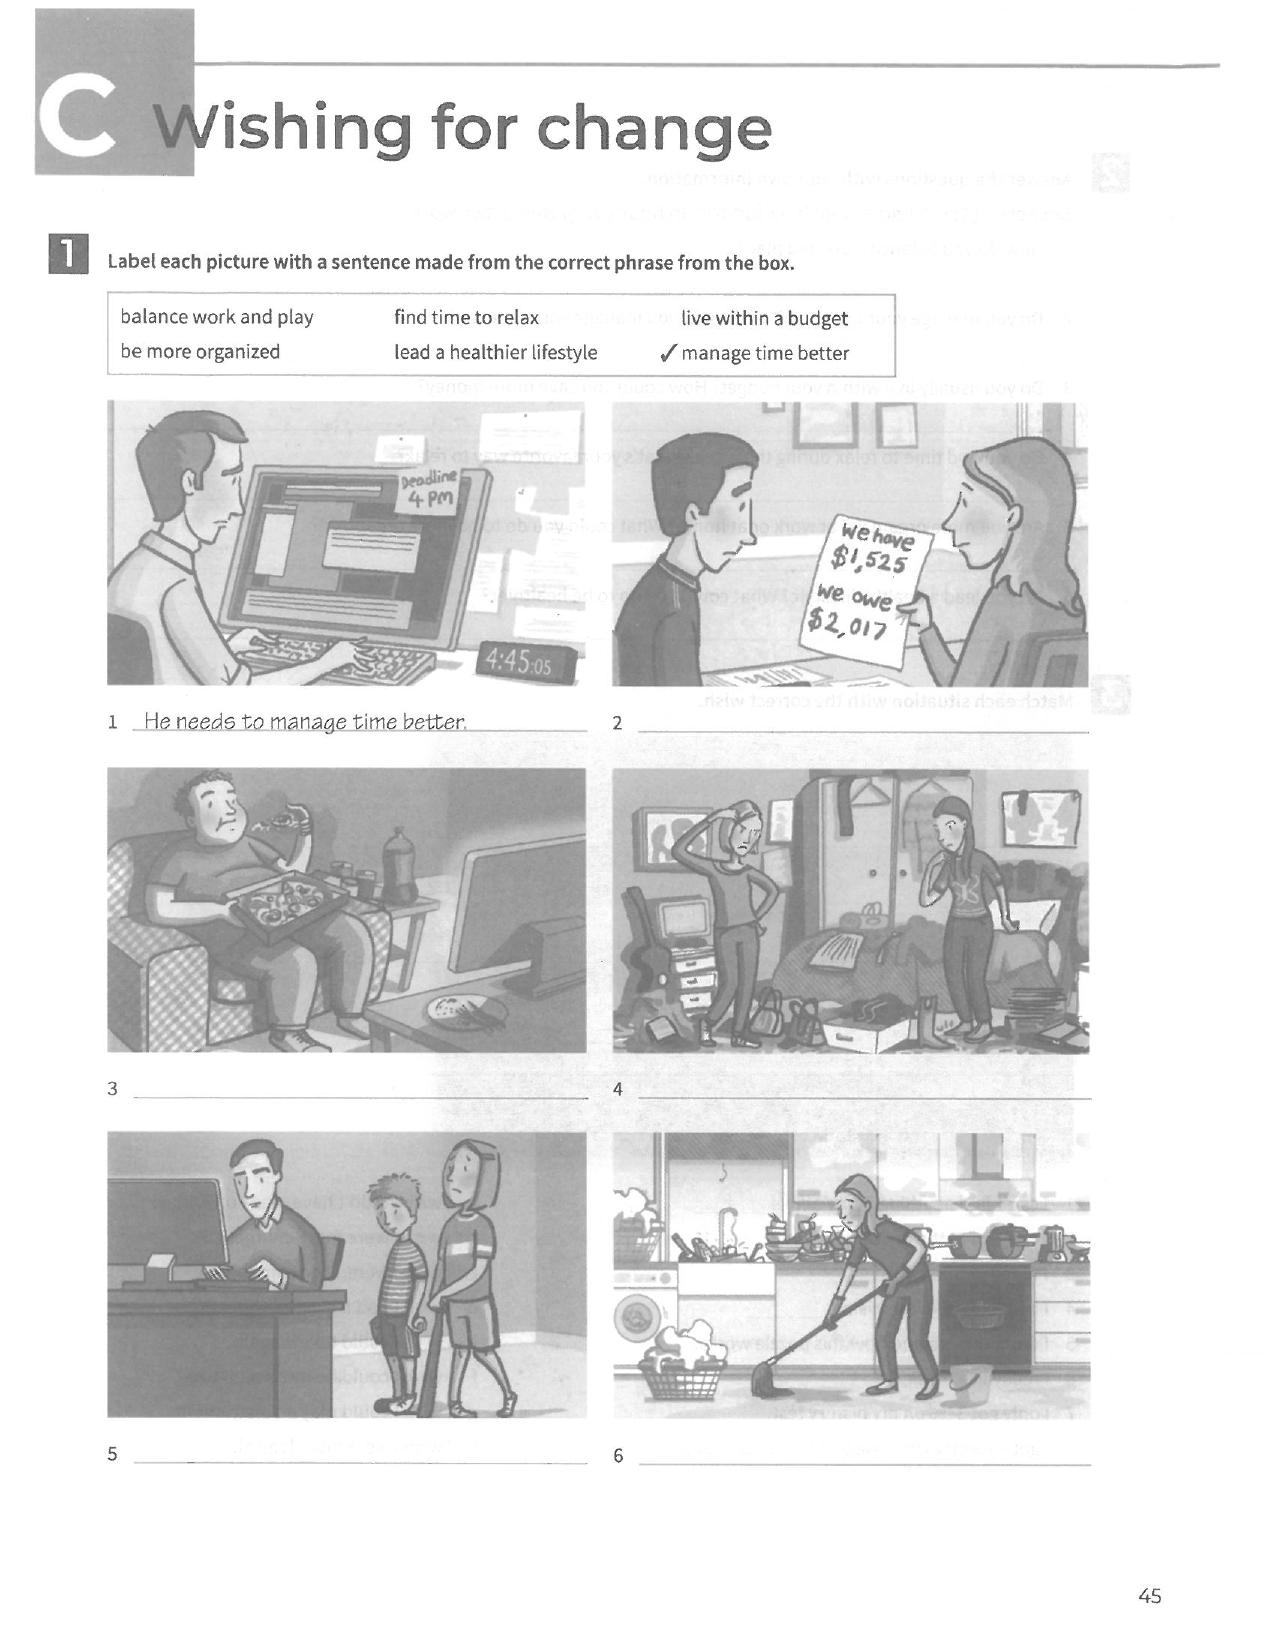 C Wishing for change
1 Label each picture with a sentence made from the correct phrase from the box.
balance work and play find time to relax live within a budget
be more organized lead a healthier lifestyle ✓ manage time better
Deadline
4 PM
4:45:05
We have
$1,525
We owe
$2,017
1 He needs to manage time better.
2
3
4
5
6
45